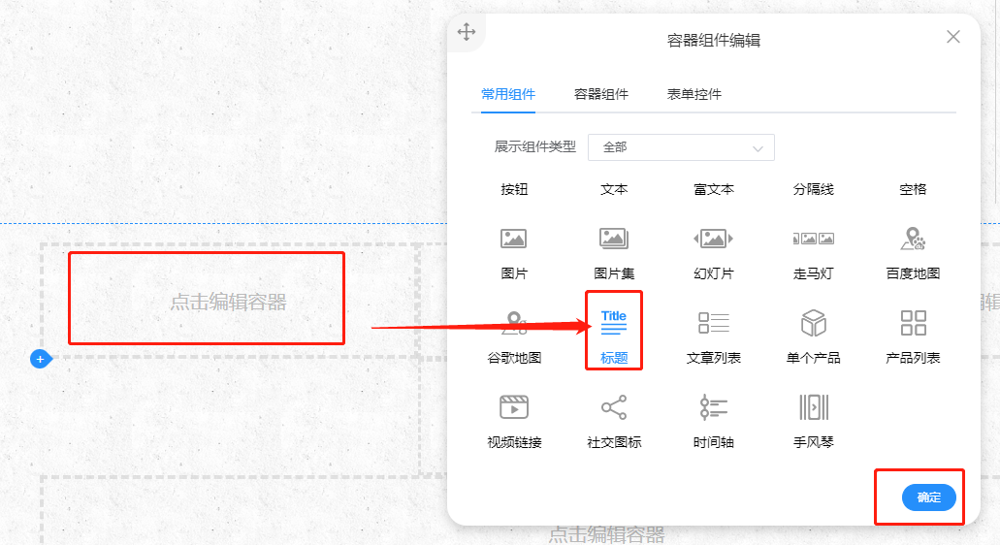 容器组件编辑
常用组件 容器组件 表单控件
展示组件类型 全部
按钮 文本 富文本 分隔线 空格
图片 图片集 幻灯片 走马灯 百度地图
点击编辑容器
Title
谷歌地图 标题 文章列表 单个产品 产品列表
视频链接 社交图标 时间轴 手风琴
确定
点击编辑容器